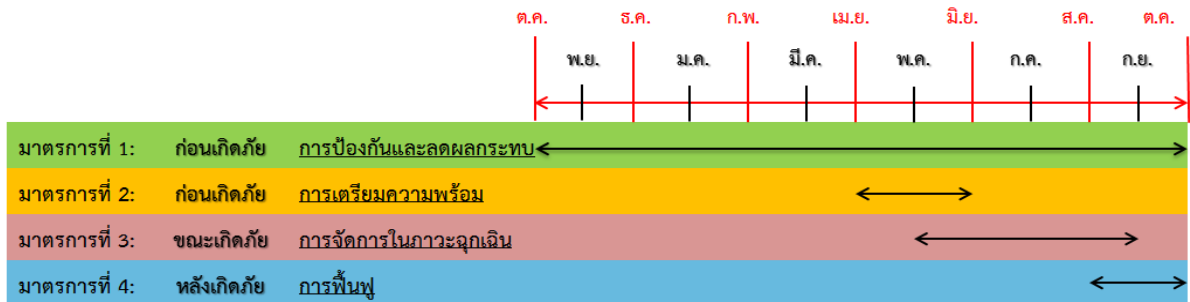 ต.ค. ธ.ค. ก.พ. เม.ย. มิ.ย. ส.ค. ต.ค.
พ.ย. ม.ค. มี.ค. พ.ค. ก.ค. ก.ย.
มาตรการที่ 1: ก่อนเกิดภัย การป้องกันและลดผลกระทบ
มาตรการที่ 2: ก่อนเกิดภัย การเตรียมความพร้อม
มาตรการที่ 3: ขณะเกิดภัย การจัดการในภาวะฉุกเฉิน
มาตรการที่ 4: หลังเกิดภัย การฟื้นฟู